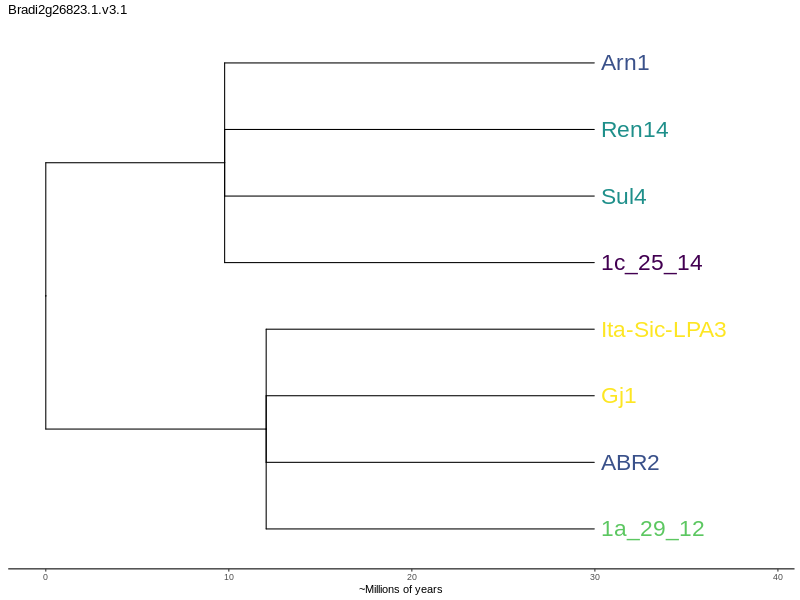 Bradi2g26823.1.v3.1
Arn1
Ren14
Sul4
1c_25_14
Ita-Sic-LPA3
Gj1
ABR2
1a_29_12
0 10 20 30 40
~Millions of years